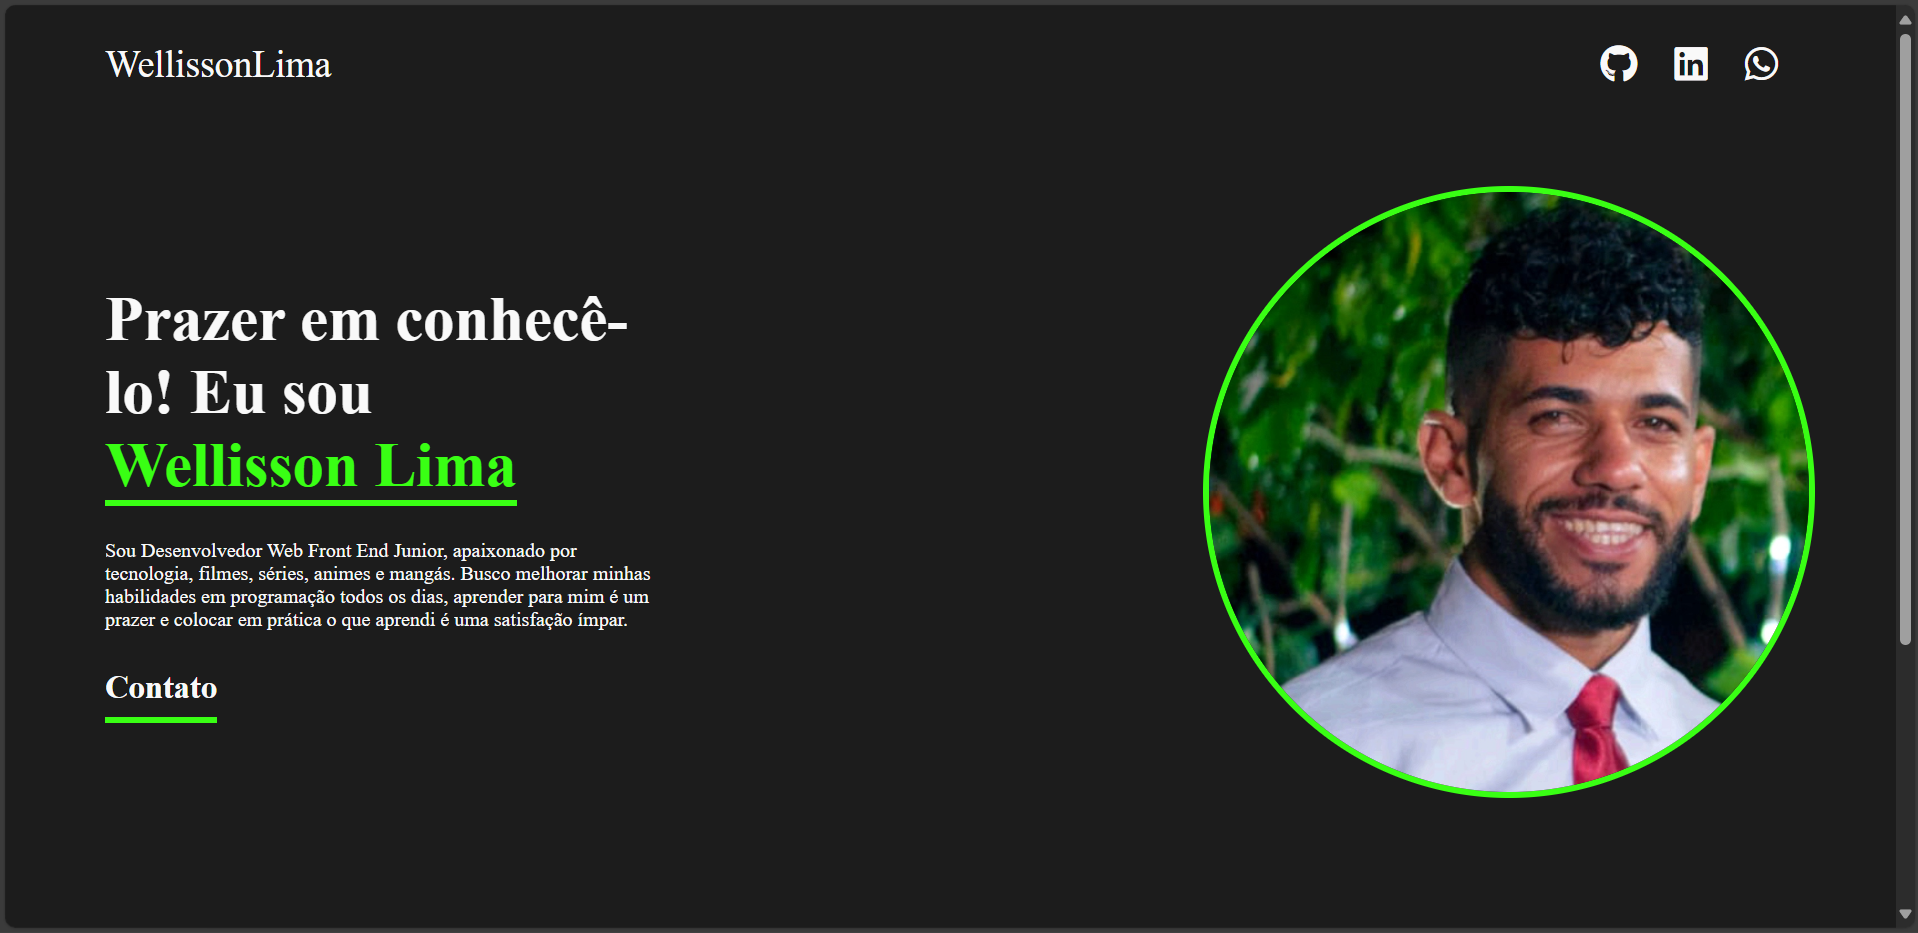 WellissonLima
Prazer em conhecê-
lo! Eu sou
Wellisson Lima
Sou Desenvolvedor Web Front End Junior, apaixonado por
tecnologia, filmes, séries, animes e mangás. Busco melhorar minhas
habilidades em programação todos os dias, aprender para mim é um
prazer e colocar em prática o que aprendi é uma satisfação ímpar.
Contato